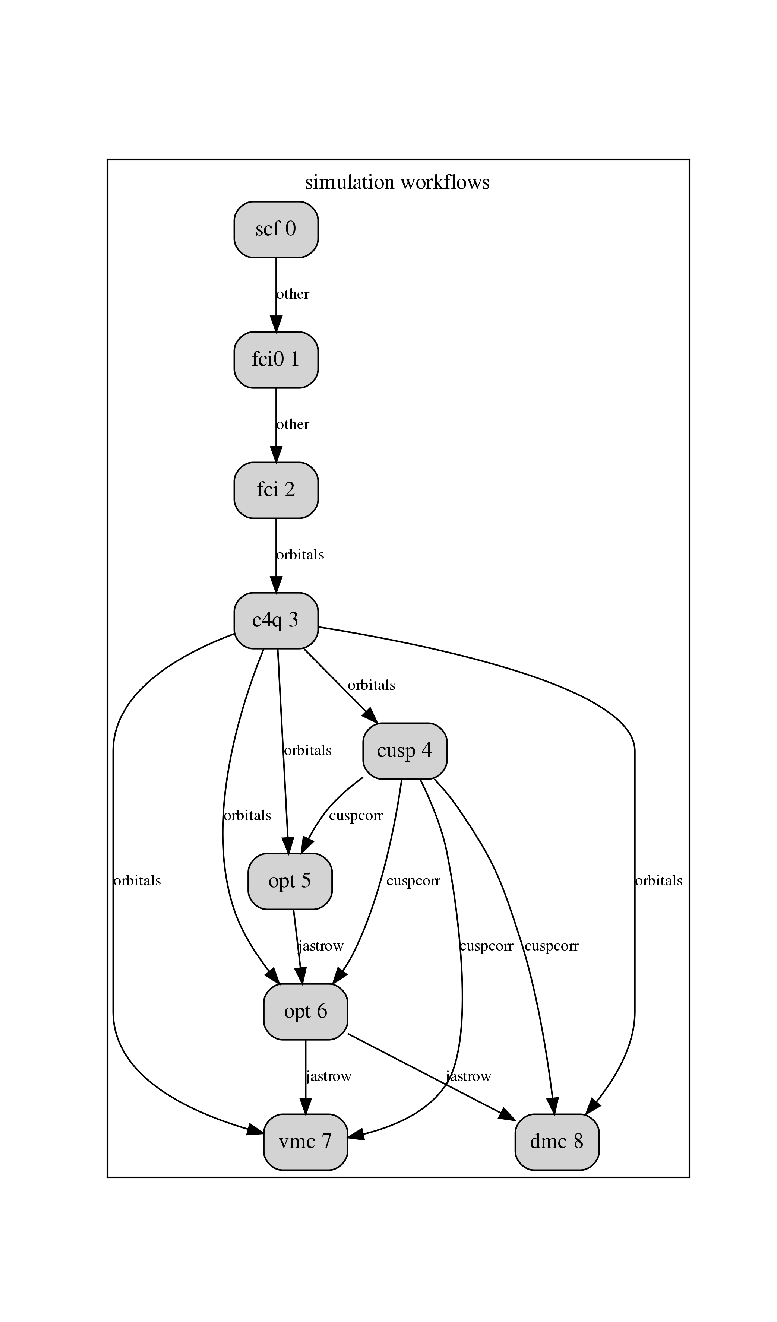 simulation workflows
scf 0
other
fci0 1
other
fci 2
orbitals
c4q 3
orbitals
cusp 4
orbitals
orbitals
cuspcorr
orbitals
opt 5
cuspcorr
orbitals
jastrow
cuspcorr
cuspcorr
opt 6
jastrow
jastrow
vmc 7
dmc 8